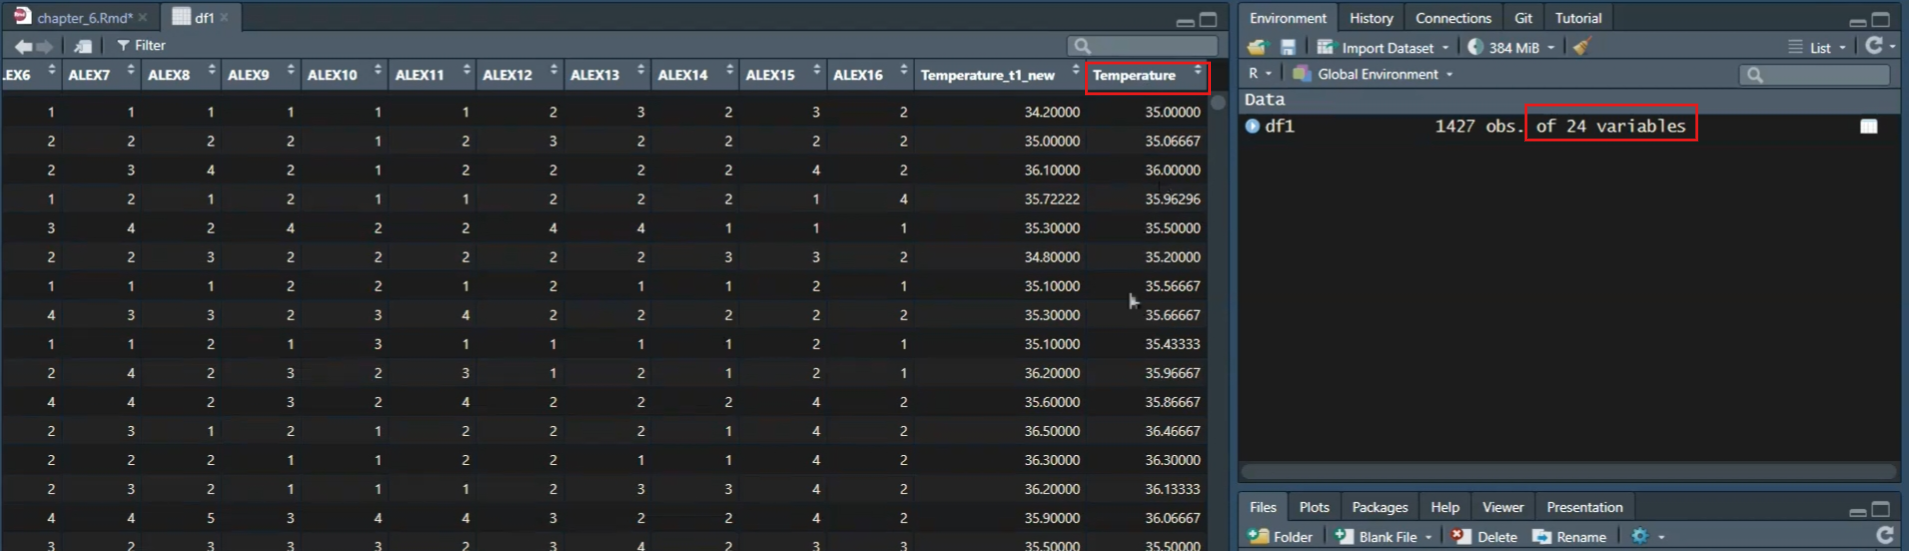 chapter_6.Rmd* df1
Filter
LEX6 ALEX7 ALEX8 ALEX9 ALEX10 ALEX11 ALEX12 ALEX13 ALEX14 ALEX15 ALEX16 Temperature_t1_new Temperature
1 1 1 1 1 1 2 3 2 3 2 34.20000 35.00000
2 2 2 2 1 2 3 2 2 2 2 35.00000 35.06667
2 3 4 2 1 2 2 2 2 4 2 36.10000 36.00000
1 2 1 2 1 1 2 2 2 1 4 35.72222 35.96296
3 4 2 4 2 2 4 4 1 1 1 35.30000 35.50000
2 2 3 2 2 2 2 2 3 3 2 34.80000 35.20000
1 1 1 2 2 1 2 1 1 2 1 35.10000 35.56667
4 3 3 2 3 4 2 2 2 2 2 35.30000 35.66667
1 1 2 1 3 1 1 1 1 2 1 35.10000 35.43333
2 4 2 3 2 3 1 2 1 2 1 36.20000 35.96667
4 4 2 3 2 4 2 2 2 4 2 35.60000 35.86667
2 3 1 2 1 2 2 2 1 4 2 36.50000 36.46667
2 2 2 1 1 2 2 1 1 4 2 36.30000 36.30000
2 3 2 1 1 1 2 3 3 4 2 36.20000 36.13333
4 4 5 3 4 4 3 2 2 4 2 35.90000 36.06667
3 2 3 3 3 2 3 4 2 3 3 35.50000 35.50000
Environment History Connections Git Tutorial
Import Dataset 384 MiB List
R Global Environment
Data
df1 1427 obs. of 24 variables
Files Plots Packages Help Viewer Presentation
Folder Blank File Delete Rename